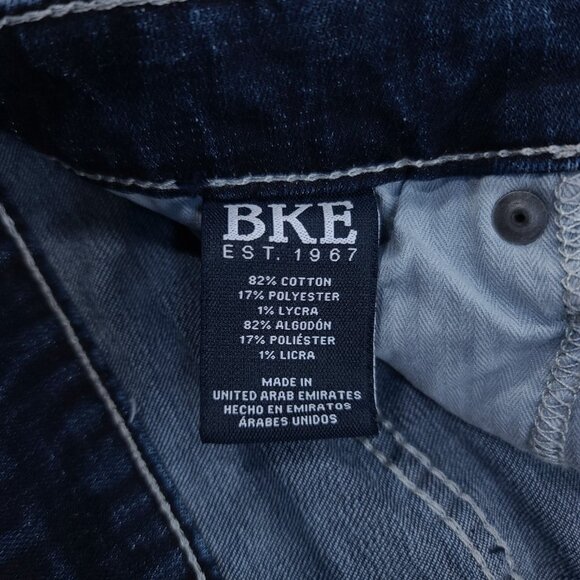 BKE
EST. 1967
82% COTTON
17% POLYESTER
1% LYCRA
82% ALGODÓN
17% POLIÉSTER
1% LICRA
MADE IN
UNITED ARAB EMIRATES
HECHO EN EMIRATOS
ÁRABES UNIDOS